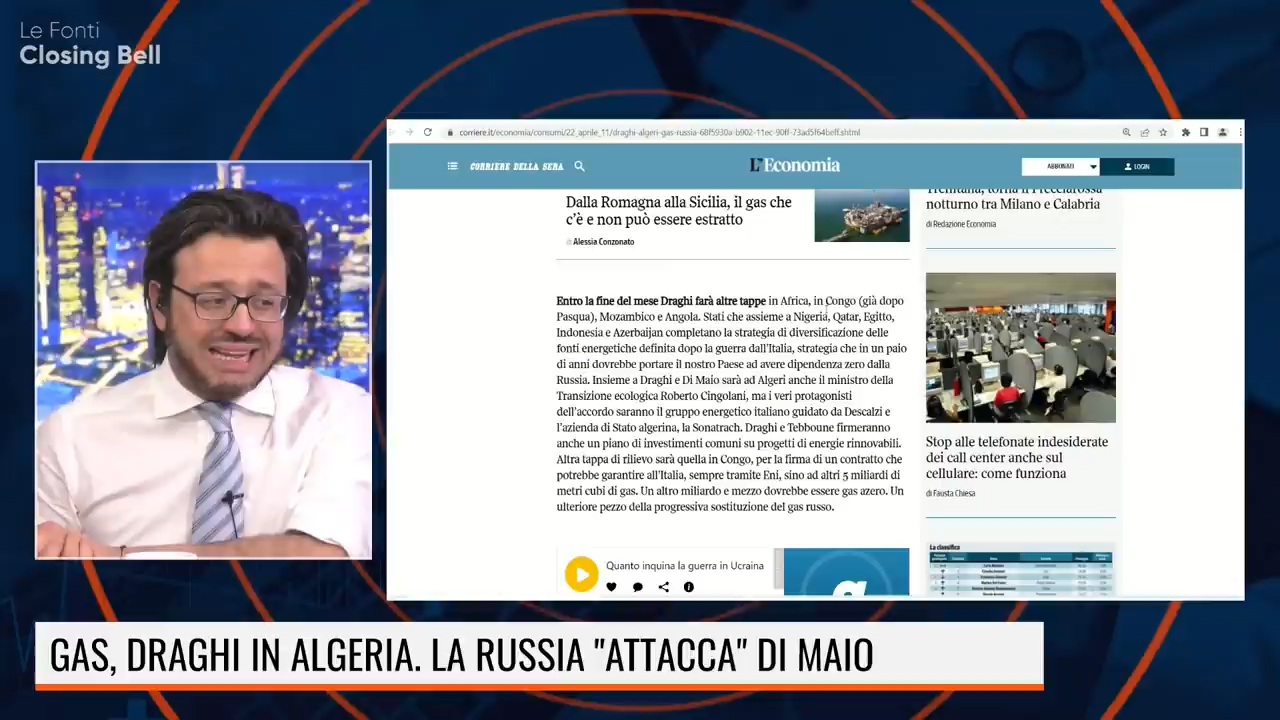 Le Fonti
Closing Bell
corriere.it/economia/consumi/22_aprile_11/draghi-algeri-gas-russia-68f5930a-b902-11ec-90ff-73ad5f64beff.shtml
CORRIERE DELLA SERA
L'Economia
ABBONATI
LOGIN
Dalla Romagna alla Sicilia, il gas che
c'è e non può essere estratto
di Alessia Conzonato
Entro la fine del mese Draghi farà altre tappe in Africa, in Congo (già dopo
Pasqua), Mozambico e Angola. Stati che assieme a Nigeria, Qatar, Egitto,
Indonesia e Azerbaijan completano la strategia di diversificazione delle
fonti energetiche definita dopo la guerra dall'Italia, strategia che in un paio
di anni dovrebbe portare il nostro Paese ad avere dipendenza zero dalla
Russia. Insieme a Draghi e Di Maio sarà ad Algeri anche il ministro della
Transizione ecologica Roberto Cingolani, ma i veri protagonisti
dell'accordo saranno il gruppo energetico italiano guidato da Descalzi e
l'azienda di Stato algerina, la Sonatrach. Draghi e Tebboune firmeranno
anche un piano di investimenti comuni su progetti di energie rinnovabili.
Altra tappa di rilievo sarà quella in Congo, per la firma di un contratto che
potrebbe garantire all'Italia, sempre tramite Eni, sino ad altri 5 miliardi di
metri cubi di gas. Un altro miliardo e mezzo dovrebbe essere gas azero. Un
ulteriore pezzo della progressiva sostituzione del gas russo.
Quanto inquina la guerra in Ucraina
Trenitalia, torna il Frecciarossa
notturno tra Milano e Calabria
di Redazione Economia
Stop alle telefonate indesiderate
dei call center anche sul
cellulare: come funziona
di Fausta Chiesa
La classifica
GAS, DRAGHI IN ALGERIA. LA RUSSIA "ATTACCA" DI MAIO